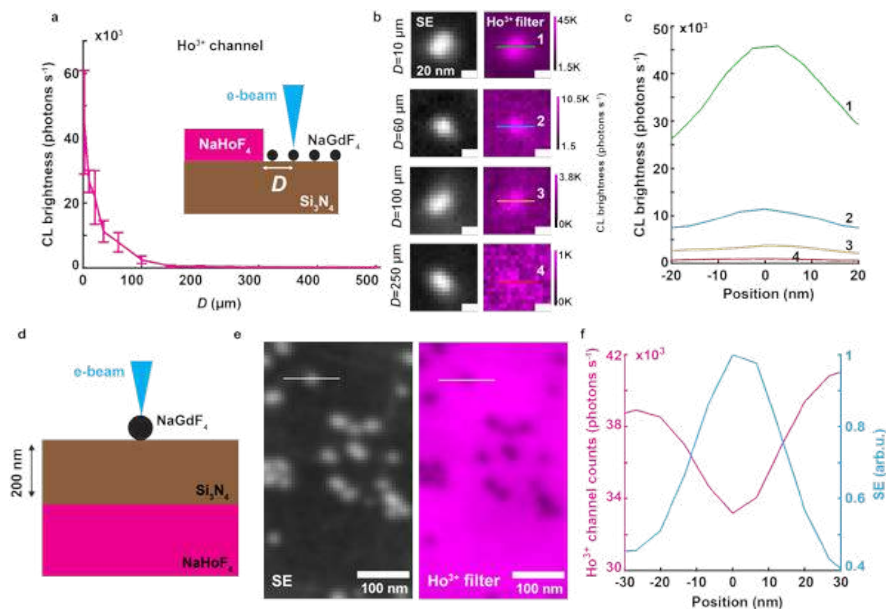 a
×10³
Ho³⁺ channel
60
50
40
30
20
10
0
CL brightness (photons s⁻¹)
0 100 200 300 400 500
D (µm)
e-beam
NaHoF₄
NaGdF₄
D
Si₃N₄
b
SE
Ho³⁺ filter
D=10 µm
20 nm
1
45K
1.5K
D=60 µm
2
10.5K
1.5
D=100 µm
3
3.8K
0K
D=250 µm
4
1K
0K
CL brightness (photons s⁻¹)
c
×10³
50
40
30
20
10
0
CL brightness (photons s⁻¹)
1
2
3
4
-20 -10 0 10 20
Position (nm)
d
e-beam
NaGdF₄
200 nm
Si₃N₄
NaHoF₄
e
SE
100 nm
Ho³⁺ filter
100 nm
f
×10³
42
38
34
30
Ho³⁺ channel counts (photons s⁻¹)
1
0.8
0.6
0.4
SE (arb.u.)
-30 -20 -10 0 10 20 30
Position (nm)